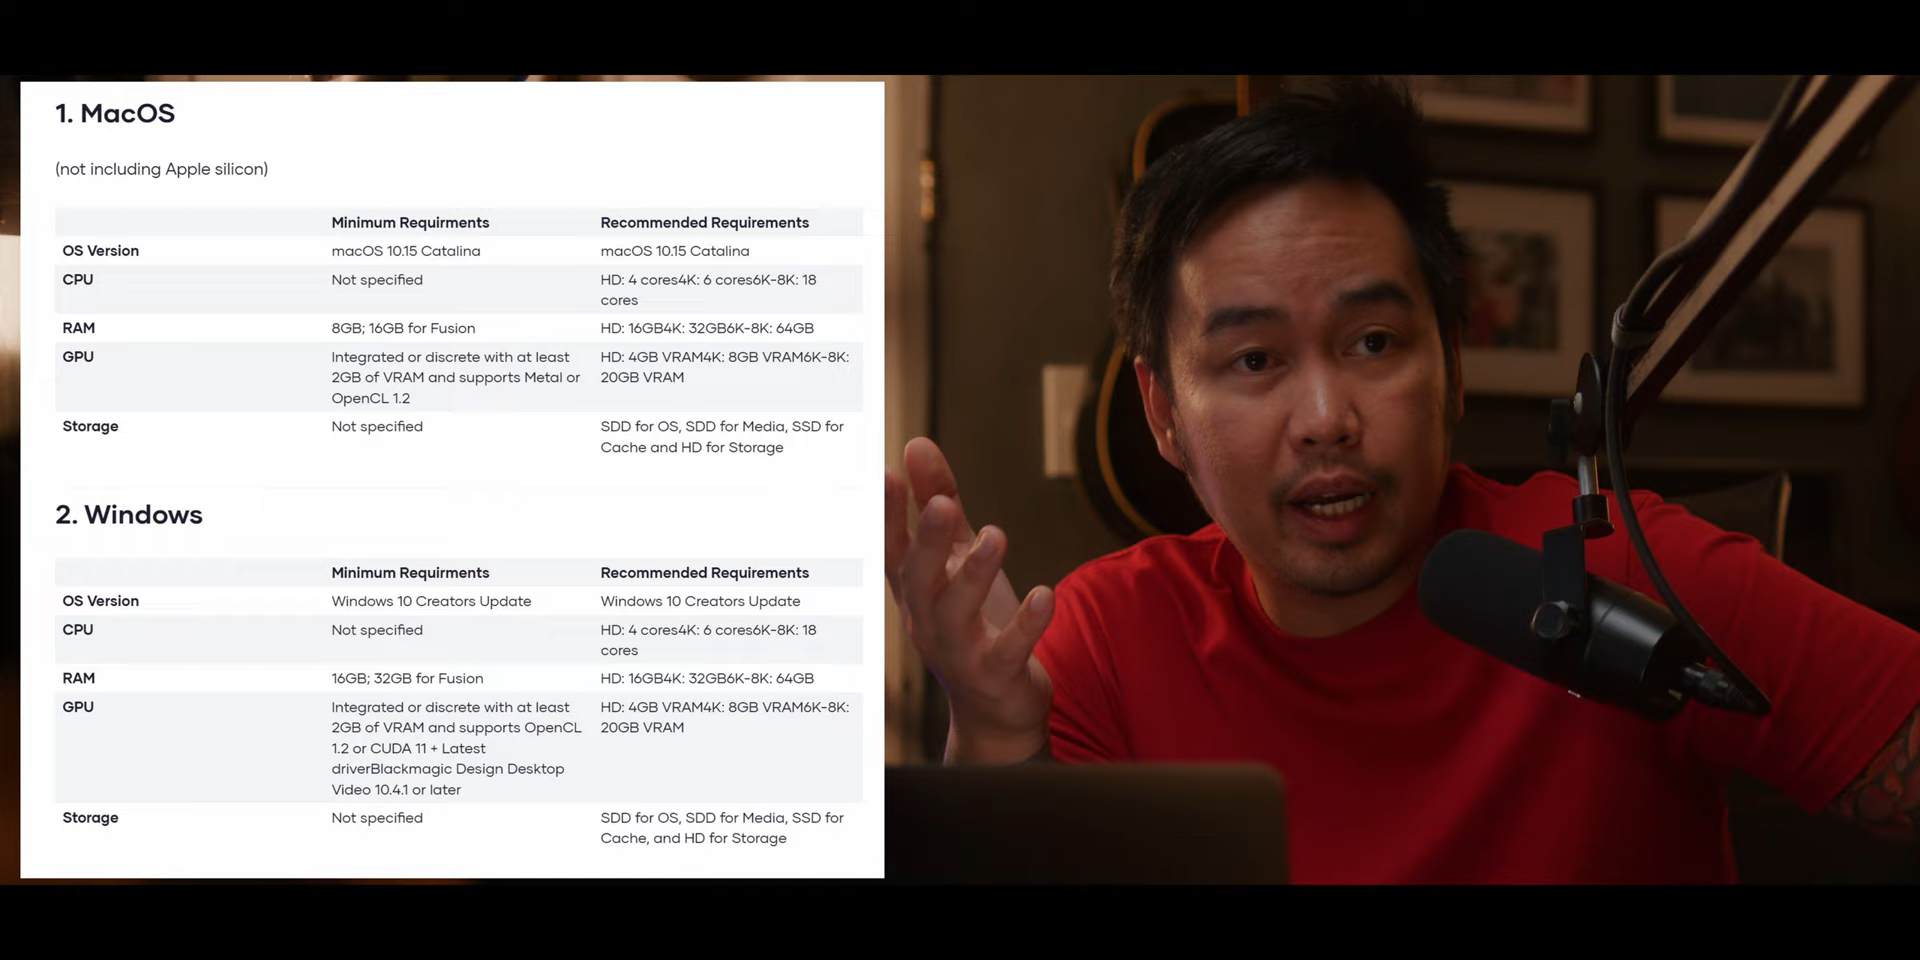 1. MacOS
(not including Apple silicon)
Minimum Requirments Recommended Requirements
OS Version macOS 10.15 Catalina macOS 10.15 Catalina
CPU Not specified HD: 4 cores4K: 6 cores6K-8K: 18
cores
RAM 8GB; 16GB for Fusion HD: 16GB4K: 32GB6K-8K: 64GB
GPU Integrated or discrete with at least HD: 4GB VRAM4K: 8GB VRAM6K-8K:
2GB of VRAM and supports Metal or 20GB VRAM
OpenCL 1.2
Storage Not specified SDD for OS, SDD for Media, SSD for
Cache and HD for Storage
2. Windows
Minimum Requirments Recommended Requirements
OS Version Windows 10 Creators Update Windows 10 Creators Update
CPU Not specified HD: 4 cores4K: 6 cores6K-8K: 18
cores
RAM 16GB; 32GB for Fusion HD: 16GB4K: 32GB6K-8K: 64GB
GPU Integrated or discrete with at least HD: 4GB VRAM4K: 8GB VRAM6K-8K:
2GB of VRAM and supports OpenCL 20GB VRAM
1.2 or CUDA 11 + Latest
driverBlackmagic Design Desktop
Video 10.4.1 or later
Storage Not specified SDD for OS, SDD for Media, SSD for
Cache, and HD for Storage